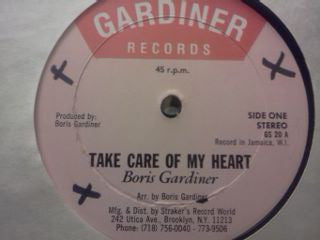 GARDINER
RECORDS
45 r.p.m.
Produced by:
Boris Gardiner
SIDE ONE
STEREO
GS 20 A
Record in Jamaica, W.I.
TAKE CARE OF MY HEART
Boris Gardiner
Arr. by Boris Gardiner
Mfg. & Dist. by Straker's Record World
242 Utica Ave., Brooklyn, N.Y. 11213
Phone: (718) 756-0040 — 773-9506